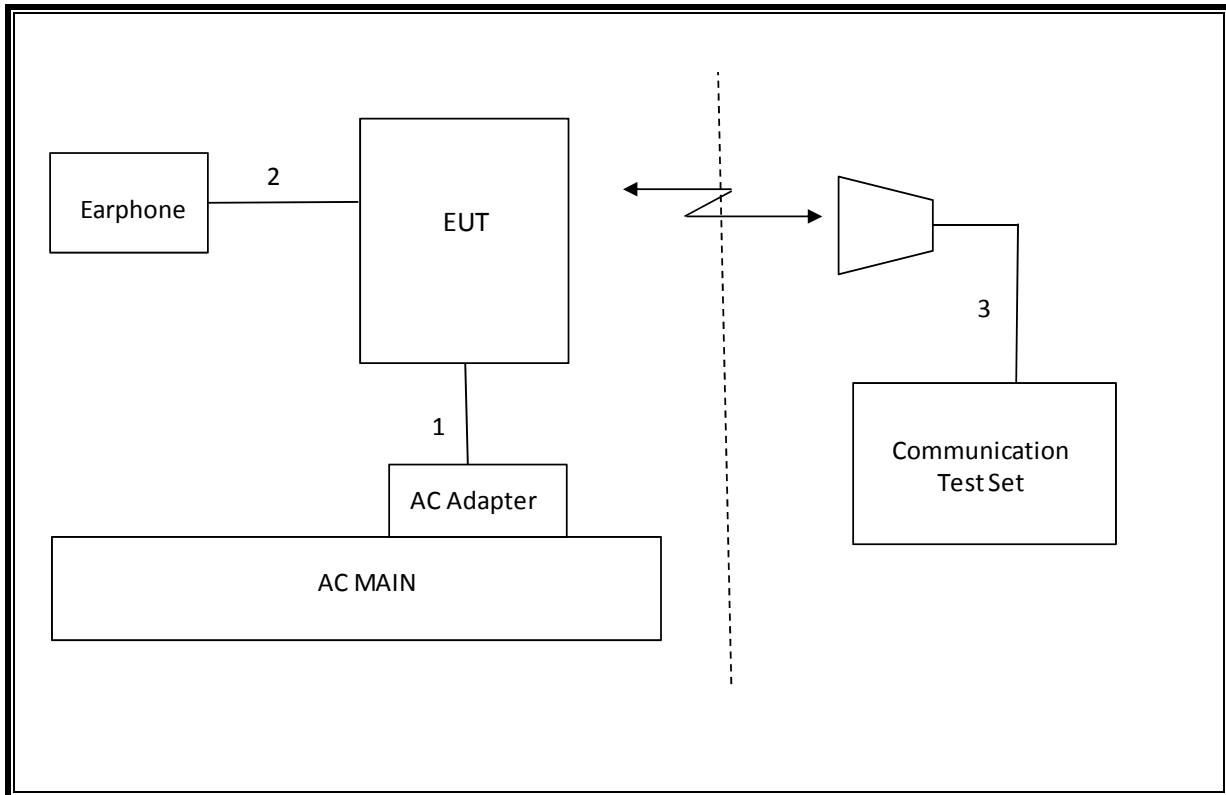 Earphone
2
EUT
3
1
AC Adapter
Communication
Test Set
AC MAIN